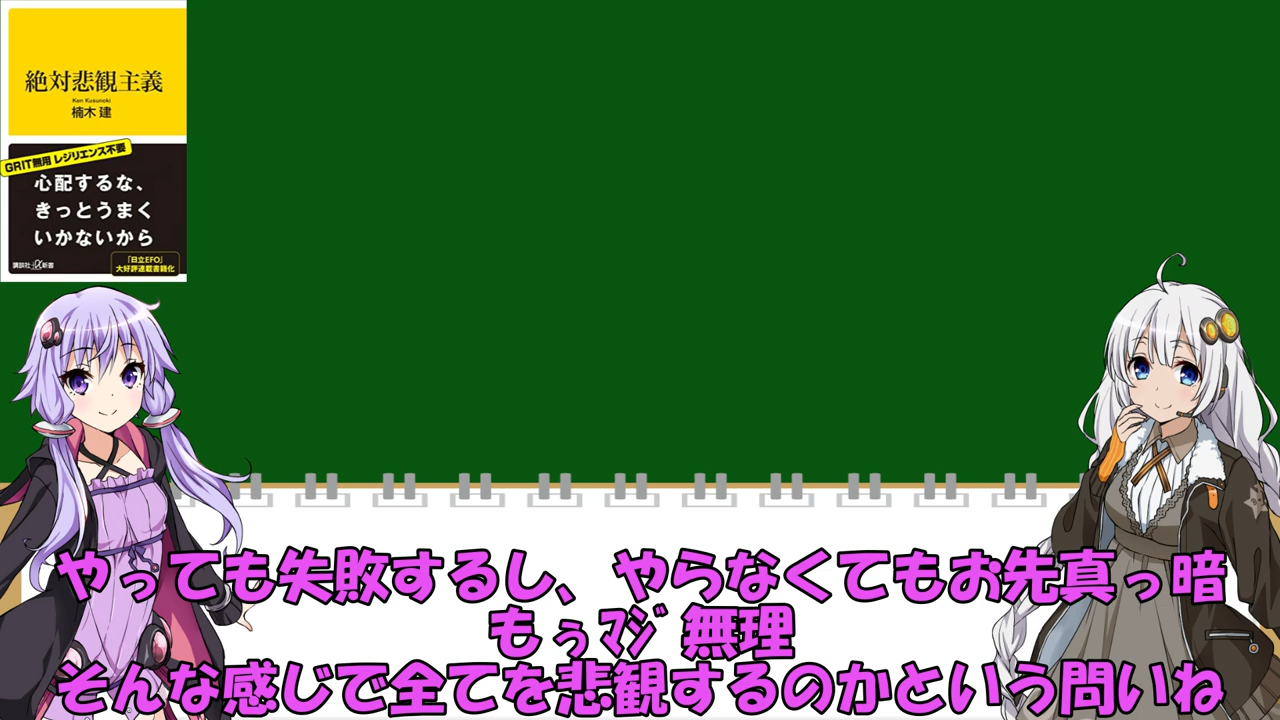 絶対悲観主義
Ken Kusunoki
楠木 建
GRIT無用 レジリエンス不要
心配するな、
きっとうまく
いかないから
講談社+α新書
「日立EFO」
大好評連載書籍化
やっても失敗するし、やらなくてもお先真っ暗
もぅﾏｼﾞ無理
そんな感じで全てを悲観するのかという問いね